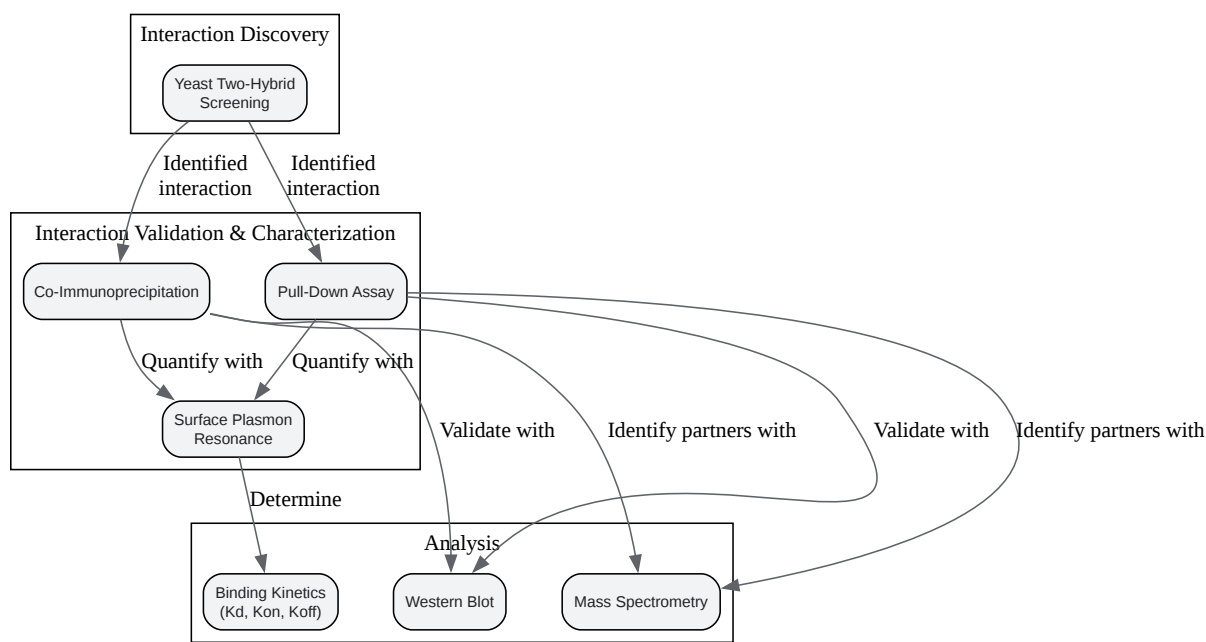 Interaction Discovery
Yeast Two-Hybrid
Screening
Identified
interaction
Identified
interaction
Interaction Validation & Characterization
Co-Immunoprecipitation
Pull-Down Assay
Quantify with
Quantify with
Surface Plasmon
Resonance
Validate with
Identify partners with
Validate with
Identify partners with
Determine
Analysis
Binding Kinetics
(Kd, Kon, Koff)
Western Blot
Mass Spectrometry